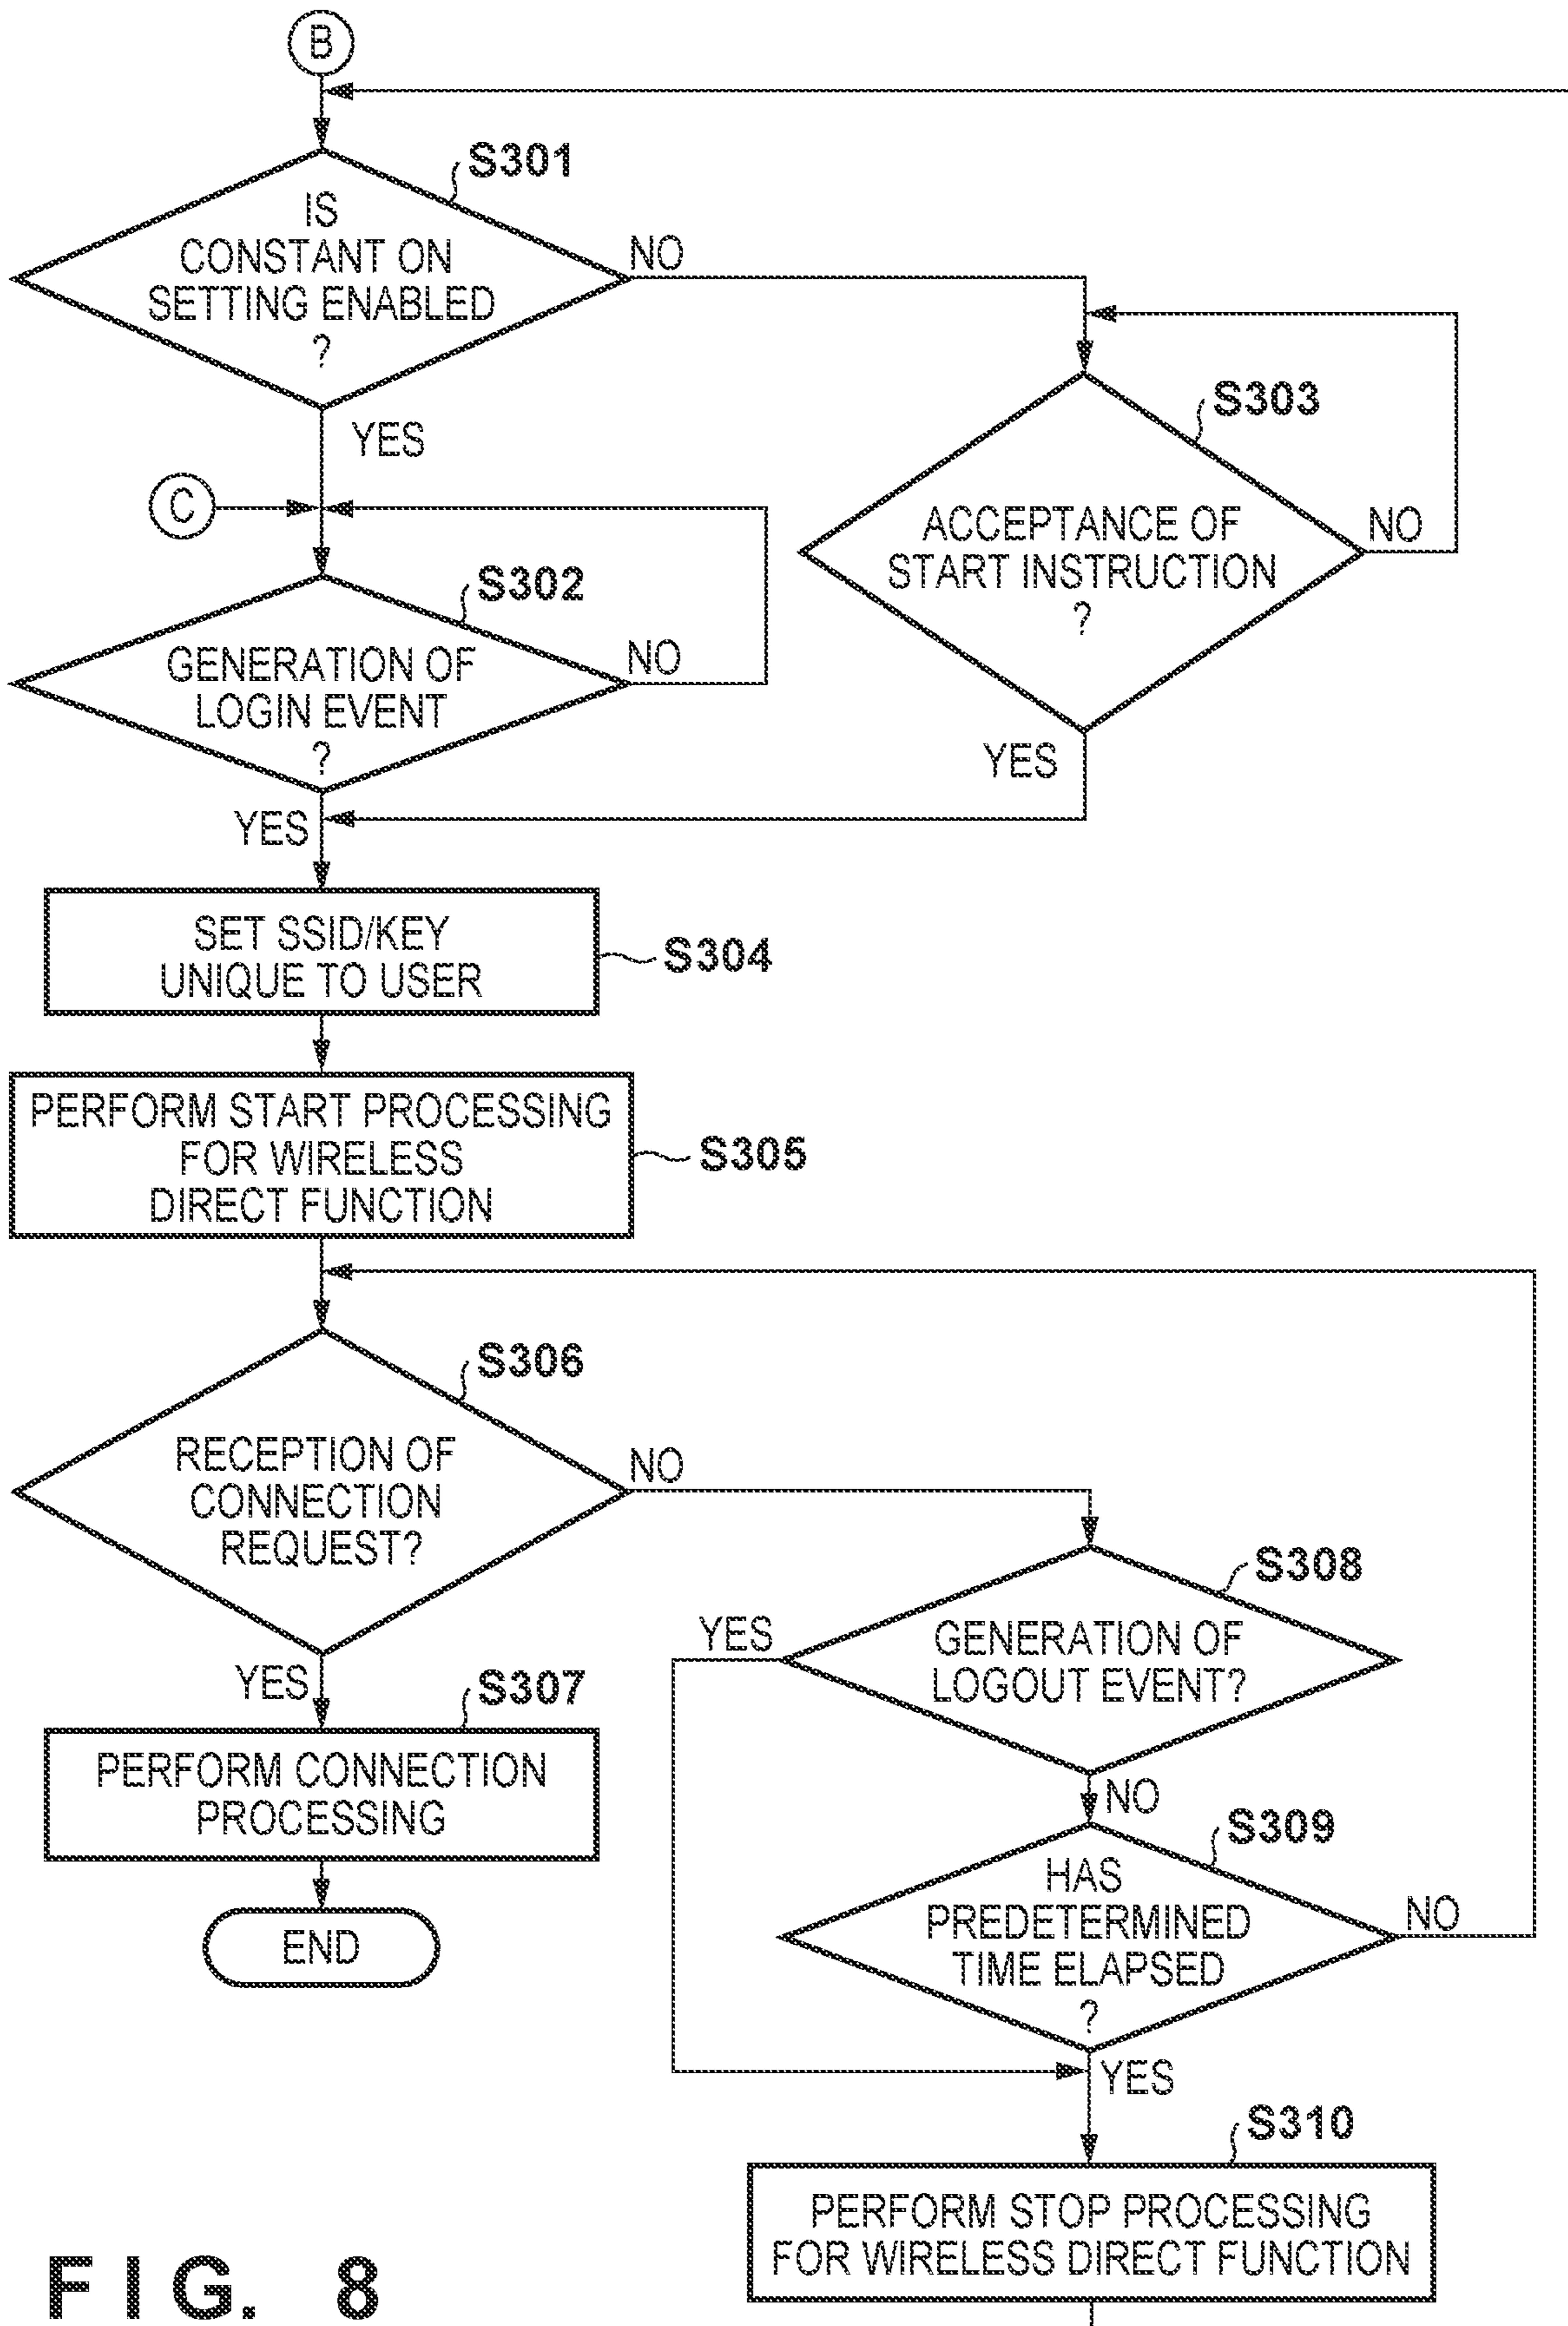 B
S301
IS
CONSTANT ON
SETTING ENABLED
?
NO
YES
S303
ACCEPTANCE OF
START INSTRUCTION
?
NO
YES
C
S302
GENERATION OF
LOGIN EVENT
?
NO
YES
SET SSID/KEY
UNIQUE TO USER
S304
PERFORM START PROCESSING
FOR WIRELESS
DIRECT FUNCTION
S305
S306
RECEPTION OF
CONNECTION
REQUEST?
NO
YES
S307
PERFORM CONNECTION
PROCESSING
END
S308
GENERATION OF
LOGOUT EVENT?
YES
NO
S309
HAS
PREDETERMINED
TIME ELAPSED
?
NO
YES
S310
PERFORM STOP PROCESSING
FOR WIRELESS DIRECT FUNCTION
FIG. 8